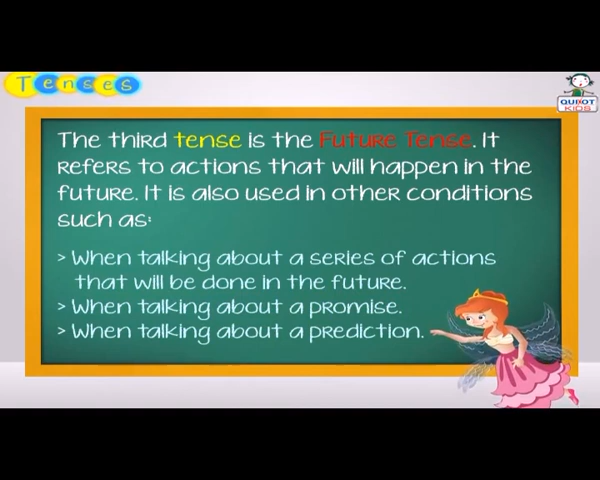 Tenses
QUIXOT
KIDS
The third tense is the Future Tense. It
refers to actions that will happen in the
future. It is also used in other conditions
such as:
> When talking about a series of actions
that will be done in the future.
> When talking about a promise.
> When talking about a prediction.